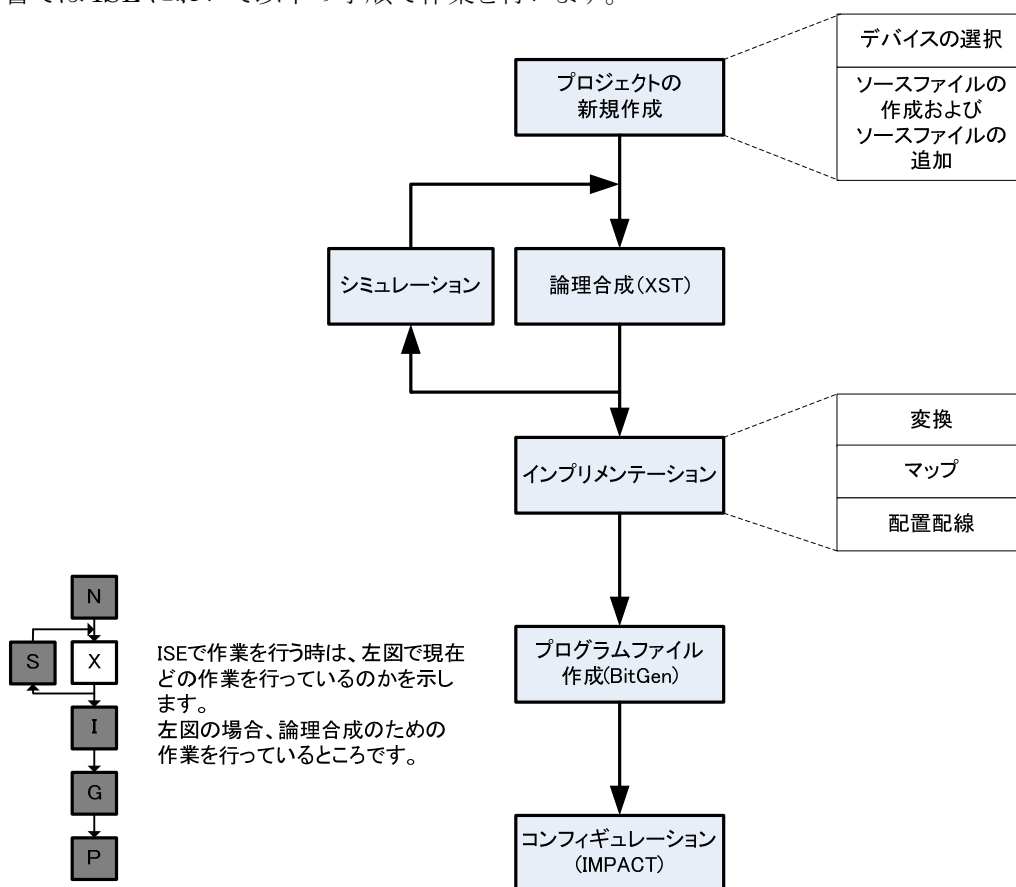 書では ISE において以下の手順で作業を行います。
デバイスの選択
プロジェクトの
新規作成
ソースファイルの
作成および
ソースファイルの
追加
シミュレーション
論理合成(XST)
インプリメンテーション
変換
マップ
配置配線
プログラムファイル
作成(BitGen)
コンフィギュレーション
(IMPACT)
N
S
X
I
G
P
ISEで作業を行う時は、左図で現在
どの作業を行っているのかを示し
ます。
左図の場合、論理合成のための
作業を行っているところです。